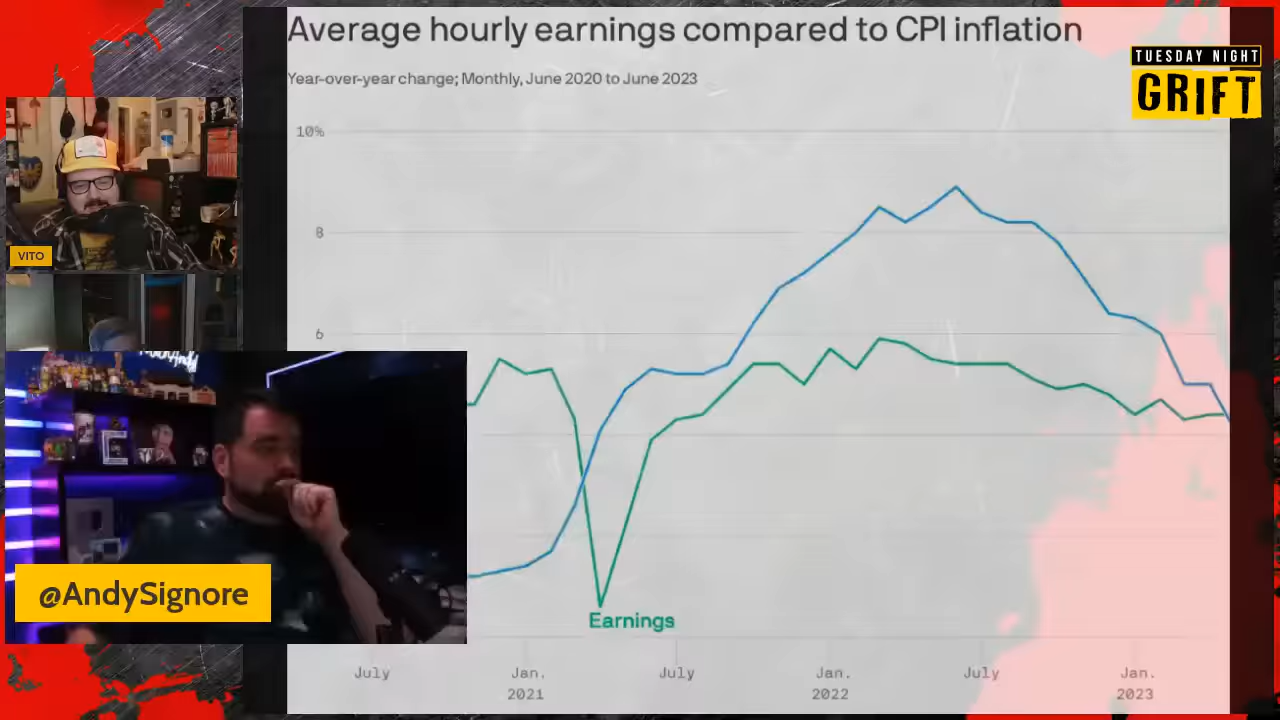 Average hourly earnings compared to CPI inflation
Year-over-year change; Monthly, June 2020 to June 2023
TUESDAY NIGHT
GRIFT
10%
8
6
VITO
@AndySignore
Earnings
July
Jan.
2021
July
Jan.
2022
July
Jan.
2023